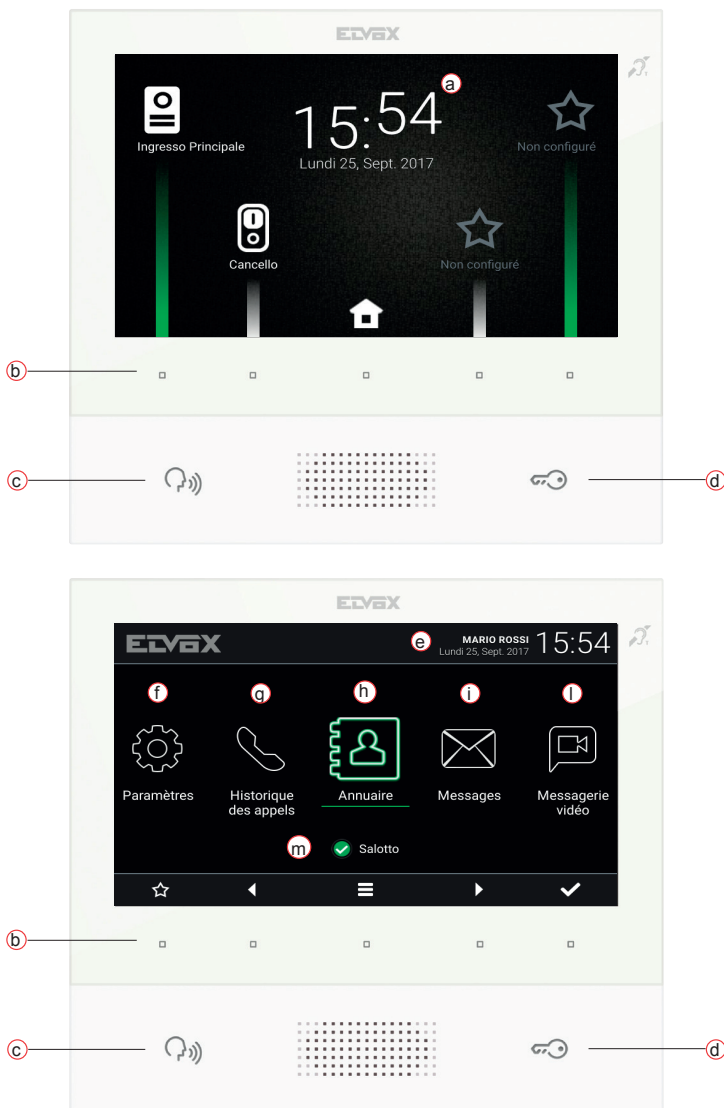 ELVOX
a
15:54
Ingresso Principale
Non configuré
Lundi 25, Sept. 2017
Cancello
Non configuré
b
c
d
ELVOX
ELVOX
e
MARIO ROSSI
Lundi 25, Sept. 2017
15:54
f
g
h
i
l
Paramètres
Historique
des appels
Annuaire
Messages
Messagerie
vidéo
m
Salotto
b
c
d